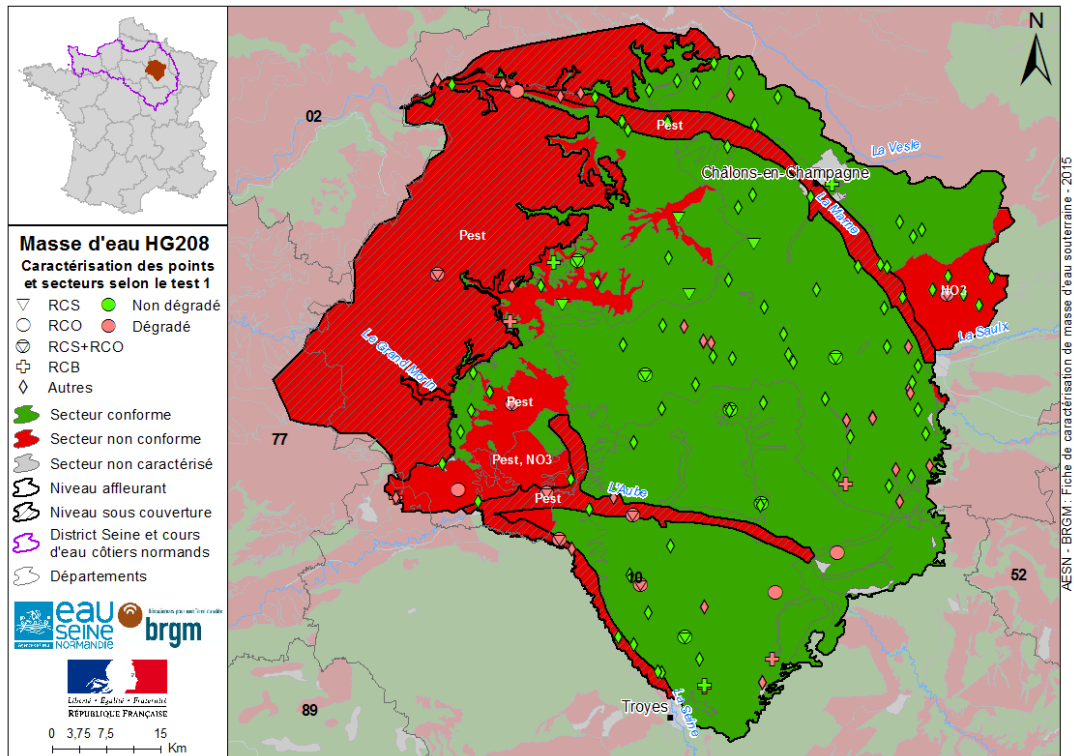 Masse d'eau HG208
Caractérisation des points
et secteurs selon le test 1
RCS
Non dégradé
RCO
Dégradé
RCS+RCO
RCB
Autres
Secteur conforme
Secteur non conforme
Secteur non caractérisé
Niveau affleurant
Niveau sous couverture
District Seine et cours
d'eau côtiers normands
Départements
eau
SEINE
NORMANDIE
brgm
Liberté • Égalité • Fraternité
RÉPUBLIQUE FRANÇAISE
0 3,75 7,5 15
Km
N
02
Pest
La Vesle
Châlons-en-Champagne
La Marne
Pest
NO3
La Saulx
La Grand Morin
Pest
77
Pest, NO3
L'Aube
Pest
10
52
Troyes
La Seine
89
AESN - BRGM : Fiche de caractérisation de masse d'eau souterraine - 2015